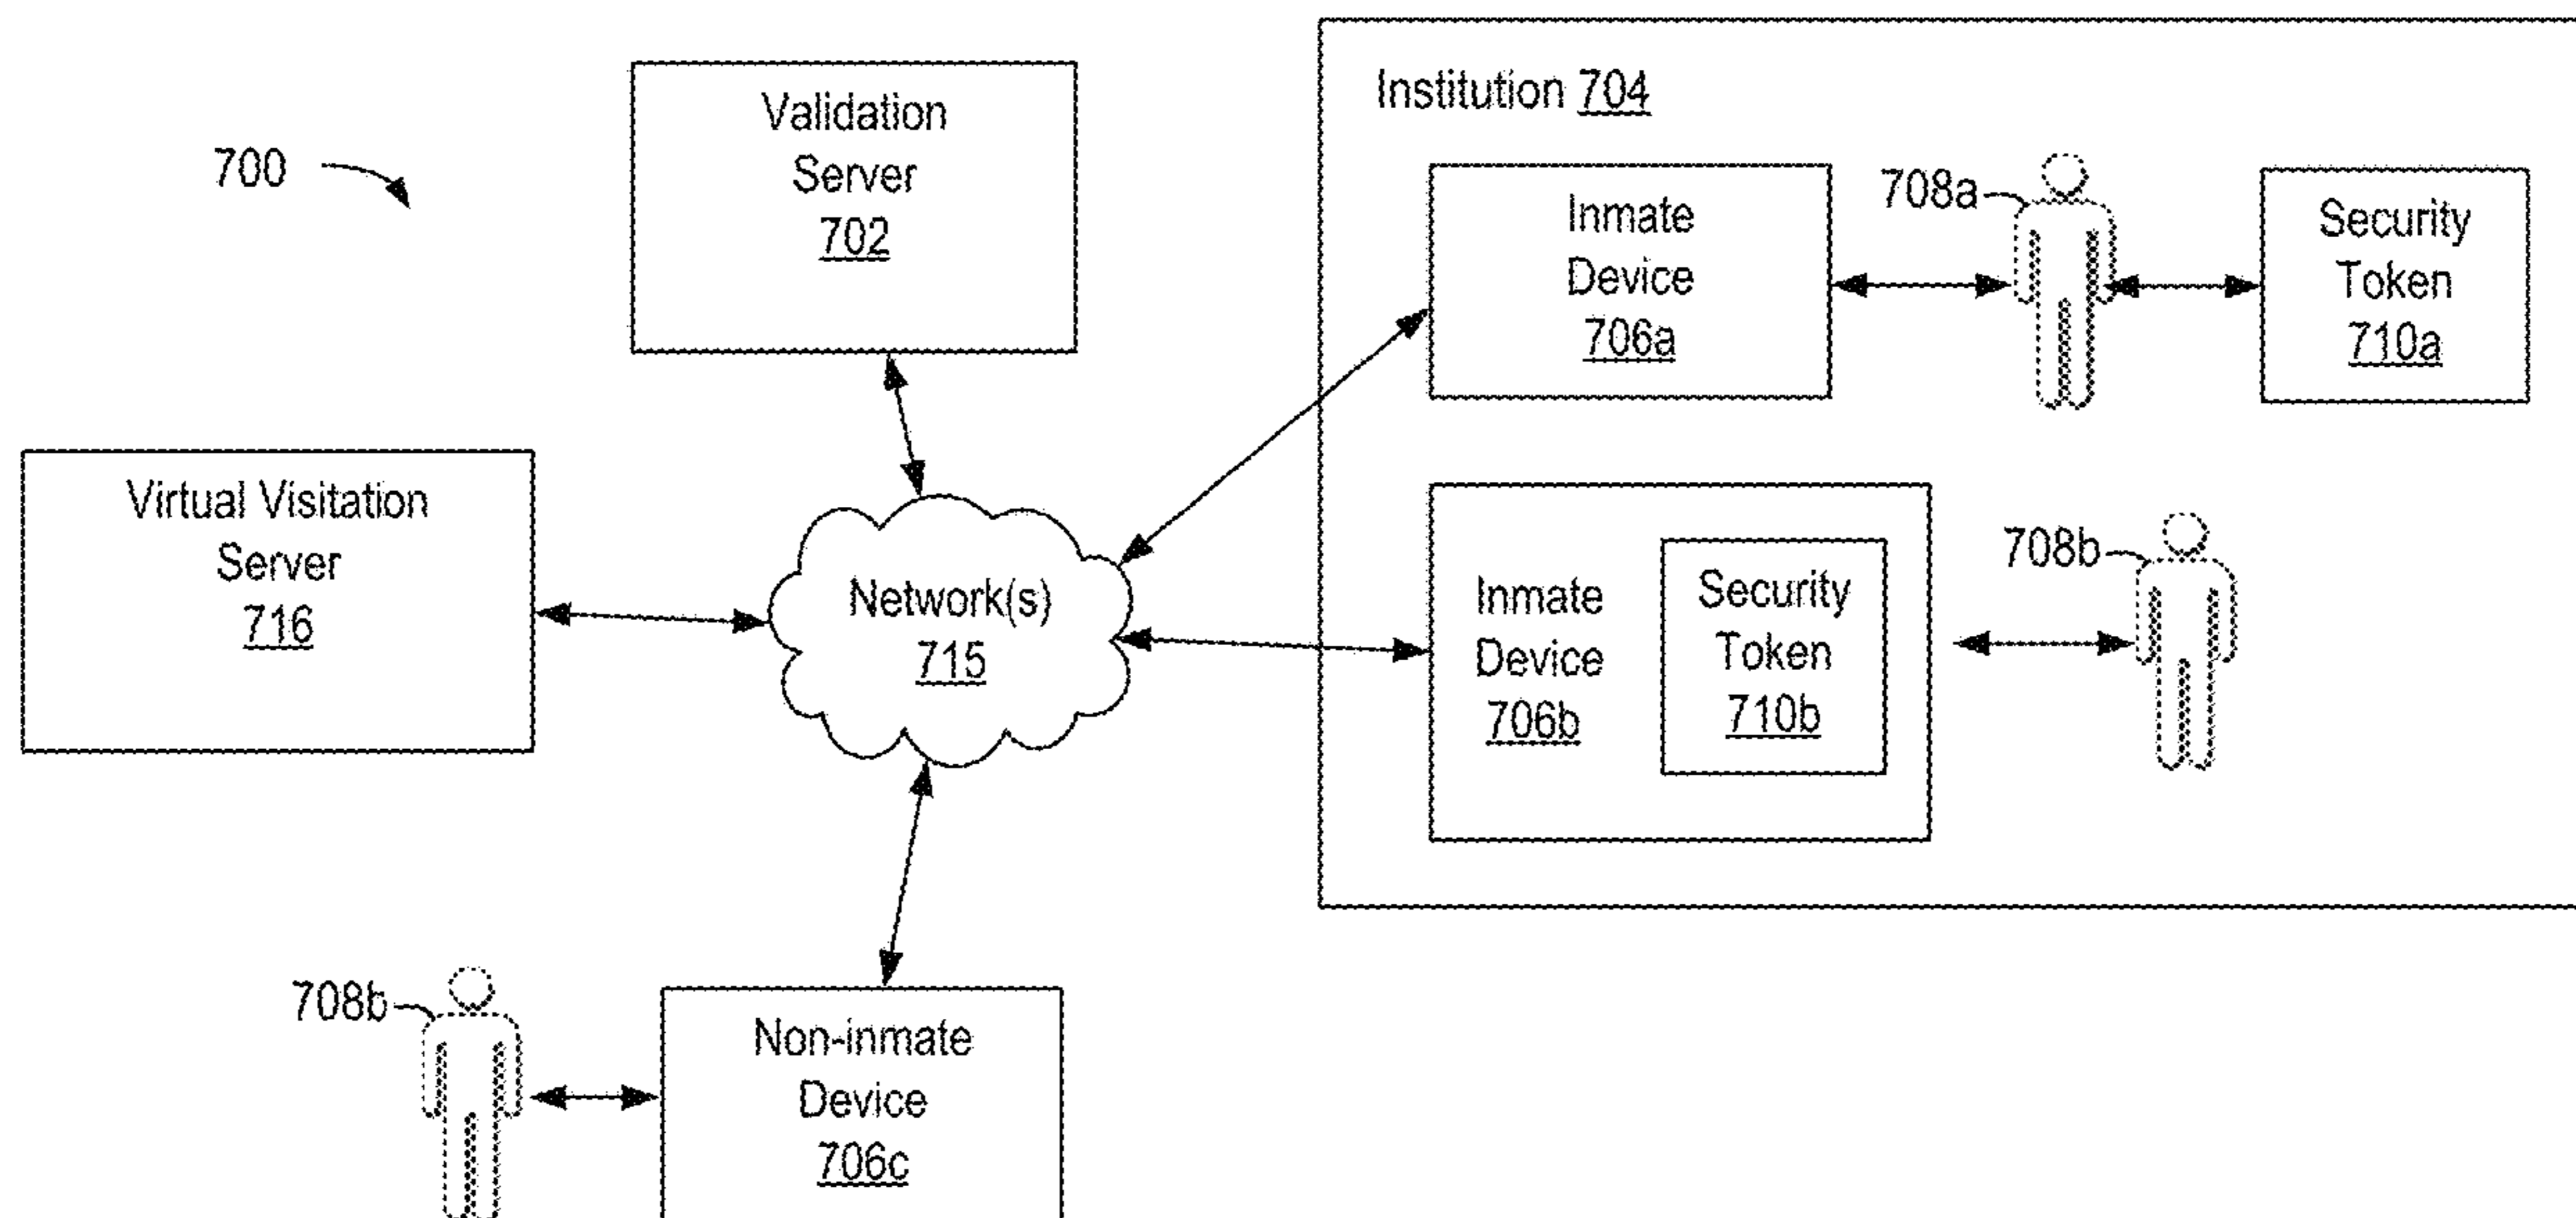 700
Validation
Server
702
Institution 704
Inmate
Device
706a
708a
Security
Token
710a
Virtual Visitation
Server
716
Network(s)
715
Inmate
Device
706b
Security
Token
710b
708b
708b
Non-inmate
Device
706c